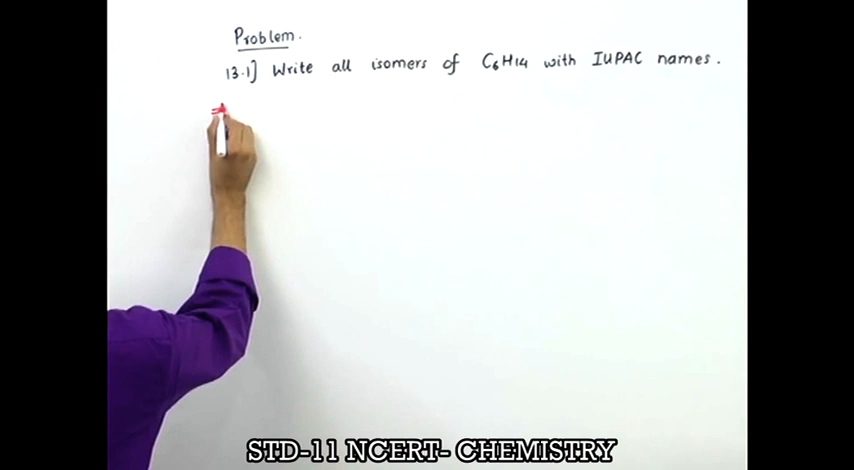 Problem.
13.1] Write all isomers of C6H14 with IUPAC names.
STD-11 NCERT- CHEMISTRY